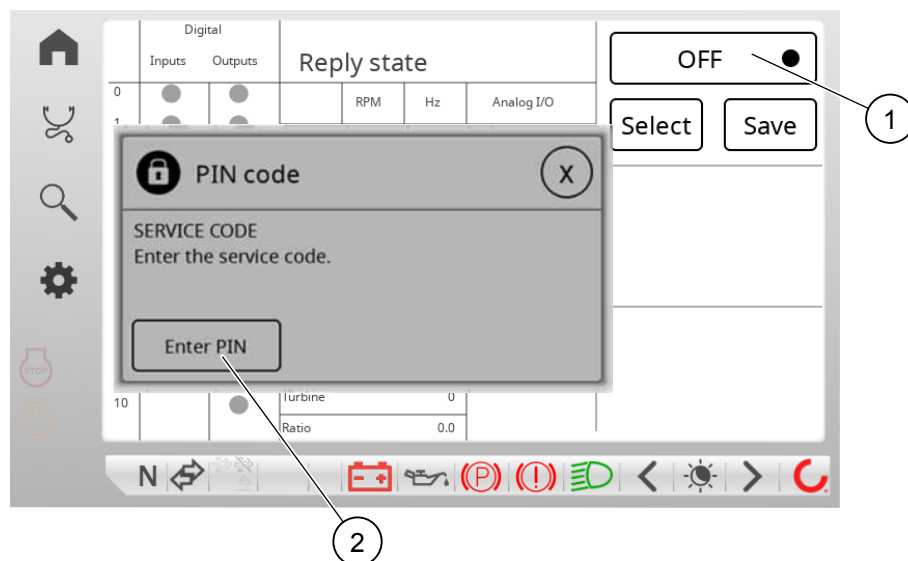 Digital
Inputs Outputs
Reply state
OFF
0
RPM Hz Analog I/O
1
Select Save
1
PIN code
X
SERVICE CODE
Enter the service code.
Enter PIN
STOP
10
Turbine 0
Ratio 0.0
N
- +
(P) (!)
2